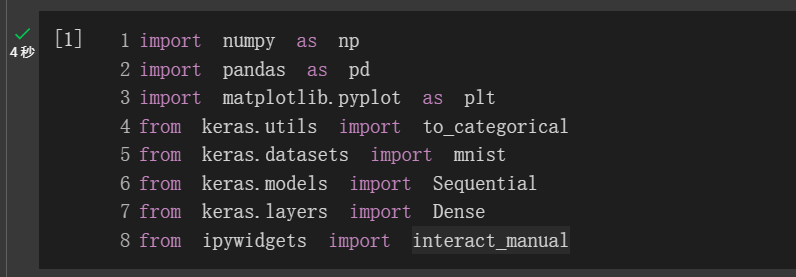 [1]
4秒
1 import numpy as np
2 import pandas as pd
3 import matplotlib.pyplot as plt
4 from keras.utils import to_categorical
5 from keras.datasets import mnist
6 from keras.models import Sequential
7 from keras.layers import Dense
8 from ipywidgets import interact_manual